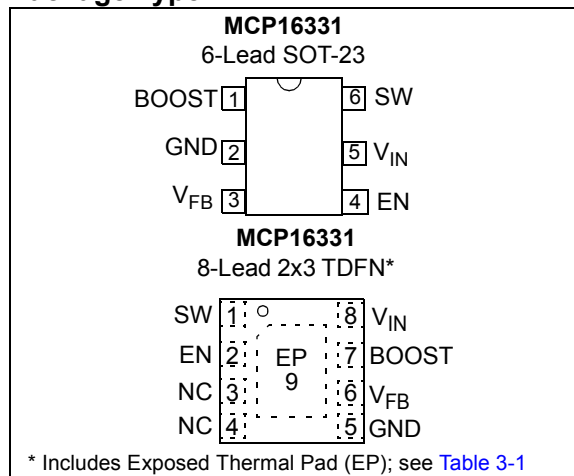 MCP16331
6-Lead SOT-23
BOOST 1 6 SW
GND 2 5 VIN
VFB 3 4 EN
MCP16331
8-Lead 2x3 TDFN*
SW 1 8 VIN
EN 2 EP 7 BOOST
NC 3 9 6 VFB
NC 4 5 GND
* Includes Exposed Thermal Pad (EP); see Table 3-1